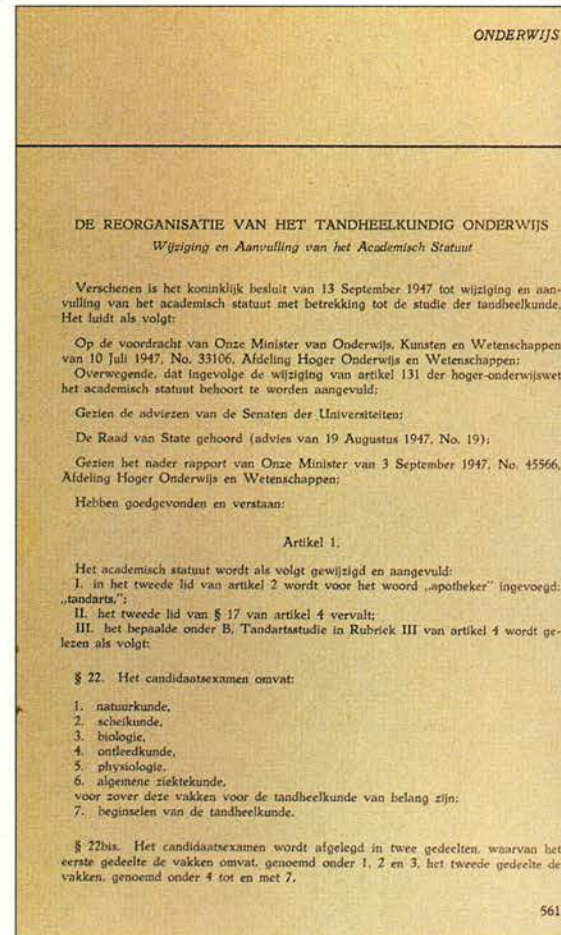 ONDERWIJS
DE REORGANISATIE VAN HET TANDHEELKUNDIG ONDERWIJS
Wijziging en Aanvulling van het Academisch Statuut
Verschenen is het koninklijk besluit van 13 September 1947 tot wijziging en aan-
vulling van het academisch statuut met betrekking tot de studie der tandheelkunde.
Het luidt als volgt:
Op de voordracht van Onze Minister van Onderwijs, Kunsten en Wetenschappen
van 10 Juli 1947, No. 33106, Afdeling Hoger Onderwijs en Wetenschappen;
Overwegende, dat ingevolge de wijziging van artikel 131 der hoger-onderwijswet
het academisch statuut behoort te worden aangevuld;
Gezien de adviezen van de Senaten der Universiteiten;
De Raad van State gehoord (advies van 19 Augustus 1947, No. 19);
Gezien het nader rapport van Onze Minister van 3 September 1947, No. 45566,
Afdeling Hoger Onderwijs en Wetenschappen;
Hebben goedgevonden en verstaan:
Artikel 1.
Het academisch statuut wordt als volgt gewijzigd en aangevuld:
I. in het tweede lid van artikel 2 wordt voor het woord „apotheker” ingevoegd:
„tandarts,”;
II. het tweede lid van § 17 van artikel 4 vervalt;
III. het bepaalde onder B, Tandartsstudie in Rubriek III van artikel 4 wordt ge-
lezen als volgt:
§ 22. Het candidaatsexamen omvat:
1. natuurkunde,
2. scheikunde,
3. biologie,
4. ontleedkunde,
5. physiologie,
6. algemene ziektekunde,
voor zover deze vakken voor de tandheelkunde van belang zijn;
7. beginselen van de tandheelkunde.
§ 22bis. Het candidaatsexamen wordt afgelegd in twee gedeelten, waarvan het
eerste gedeelte de vakken omvat, genoemd onder 1, 2 en 3, het tweede gedeelte de
vakken, genoemd onder 4 tot en met 7.
561